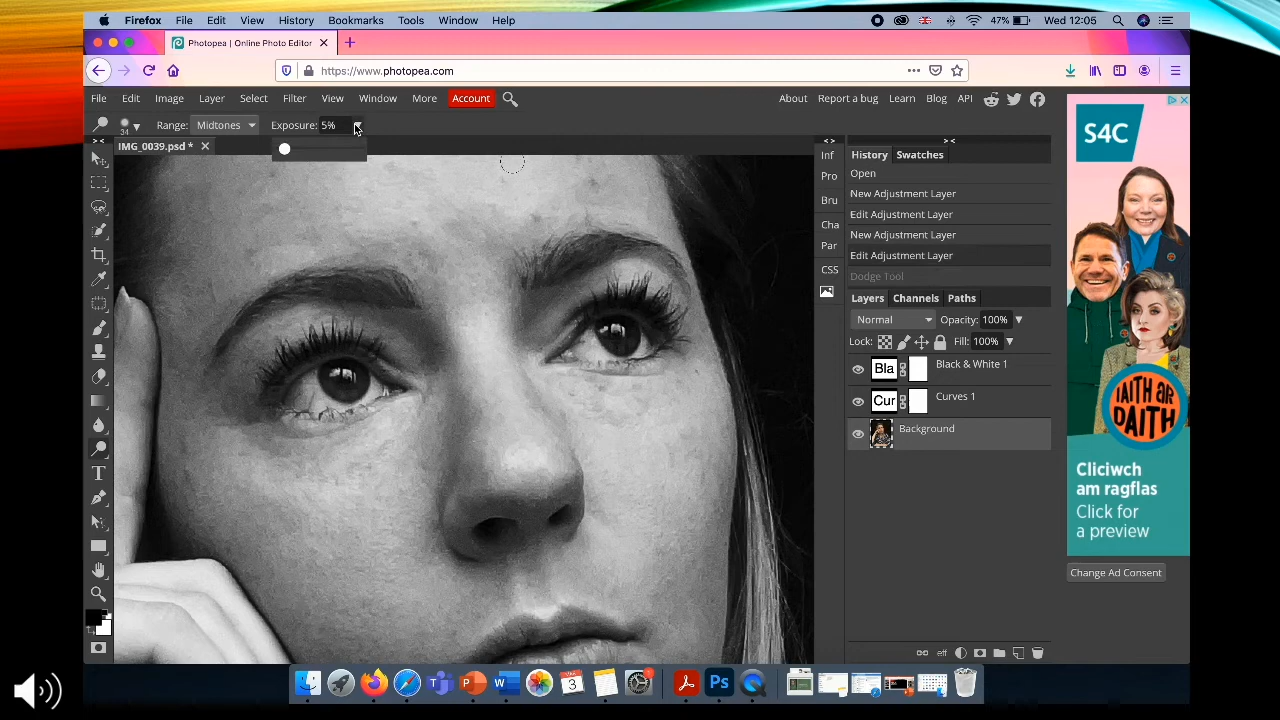 Firefox File Edit View History Bookmarks Tools Window Help 47% Wed 12:05
Photopea | Online Photo Editor
https://www.photopea.com
File Edit Image Layer Select Filter View Window More Account About Report a bug Learn Blog API
34 Range: Midtones Exposure: 5%
IMG_0039.psd *
Inf
Pro
Bru
Cha
Par
CSS
History Swatches
Open
New Adjustment Layer
Edit Adjustment Layer
New Adjustment Layer
Edit Adjustment Layer
Dodge Tool
Layers Channels Paths
Normal Opacity: 100%
Lock: Fill: 100%
Bla Black & White 1
Cur Curves 1
Background
eff
S4C
IAITH AR
DAITH
Cliciwch
am ragflas
Click for
a preview
Change Ad Consent
3
Ps